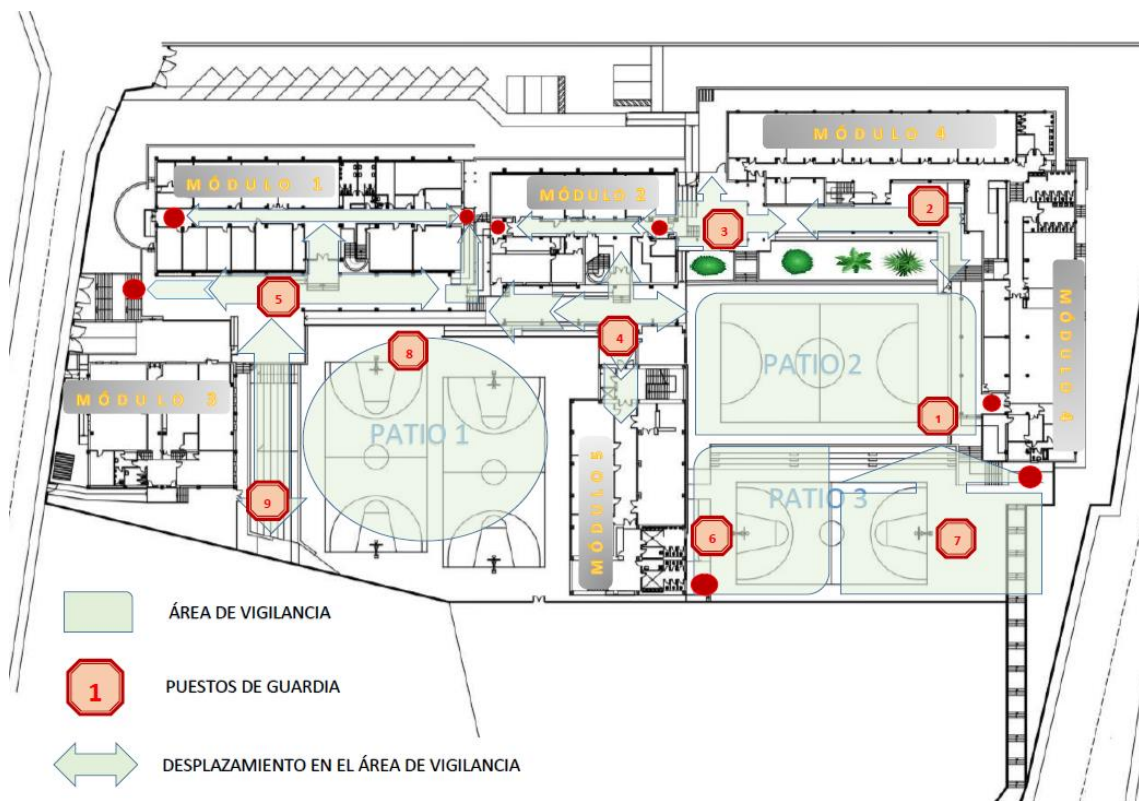 MÓDULO 4
MÓDULO 1
MÓDULO 2
2
3
MÓDULO 4
5
8
4
PATIO 2
MÓDULO 3
PATIO 1
1
MÓDULO 5
9
PATIO 3
6
7
ÁREA DE VIGILANCIA
1
PUESTOS DE GUARDIA
DESPLAZAMIENTO EN EL ÁREA DE VIGILANCIA